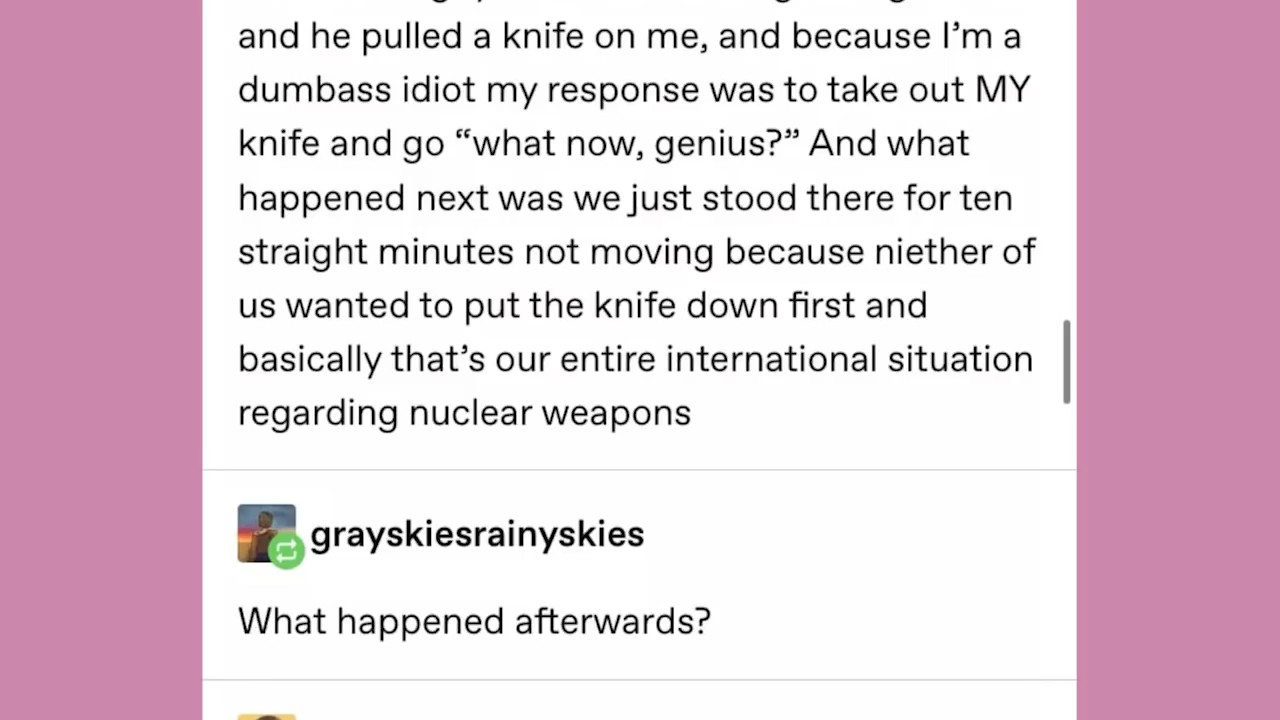 and he pulled a knife on me, and because I’m a
dumbass idiot my response was to take out MY
knife and go “what now, genius?” And what
happened next was we just stood there for ten
straight minutes not moving because niether of
us wanted to put the knife down first and
basically that’s our entire international situation
regarding nuclear weapons
grayskiesrainyskies
What happened afterwards?